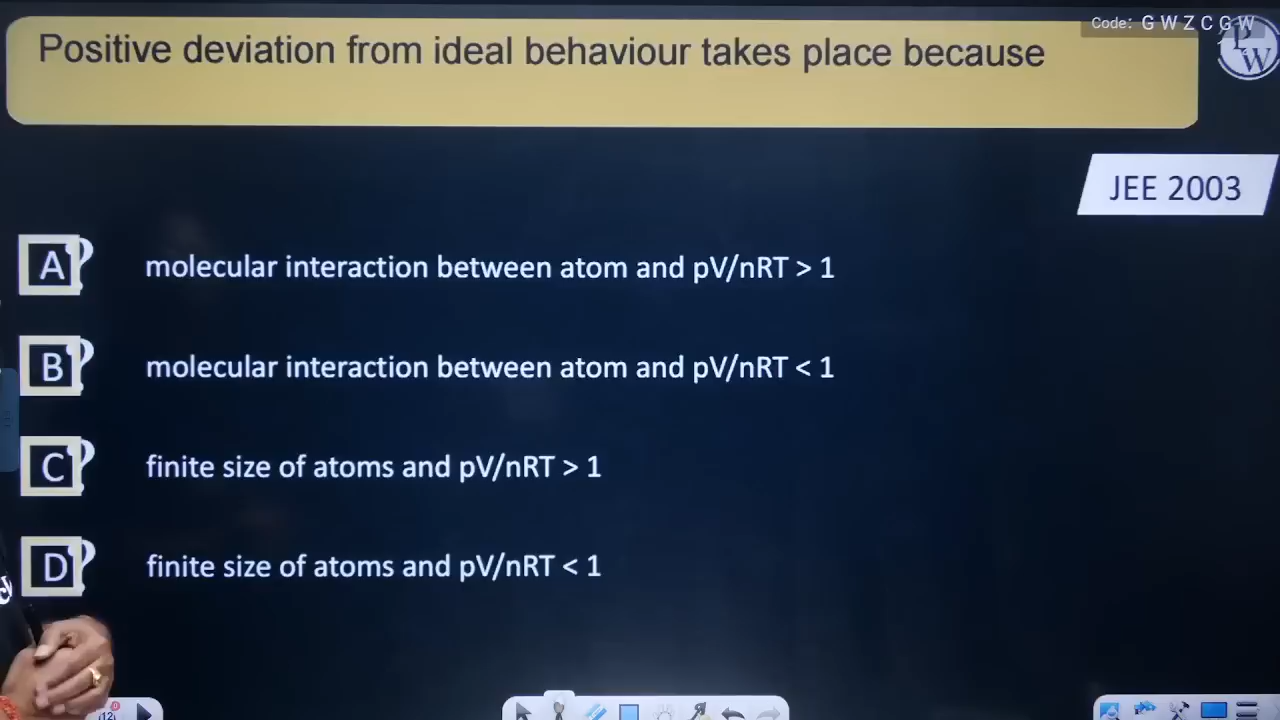 Code: G W Z C G W
Positive deviation from ideal behaviour takes place because
P
W
JEE 2003
A
molecular interaction between atom and pV/nRT > 1
B
molecular interaction between atom and pV/nRT < 1
C
finite size of atoms and pV/nRT > 1
D
finite size of atoms and pV/nRT < 1